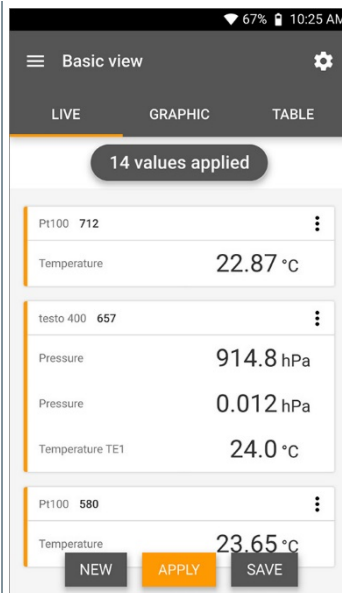 67% 10:25 AM
Basic view
LIVE GRAPHIC TABLE
14 values applied
Pt100 712
Temperature 22.87 °C
testo 400 657
Pressure 914.8 hPa
Pressure 0.012 hPa
Temperature TE1 24.0 °C
Pt100 580
Temperature 23.65 °C
NEW APPLY SAVE